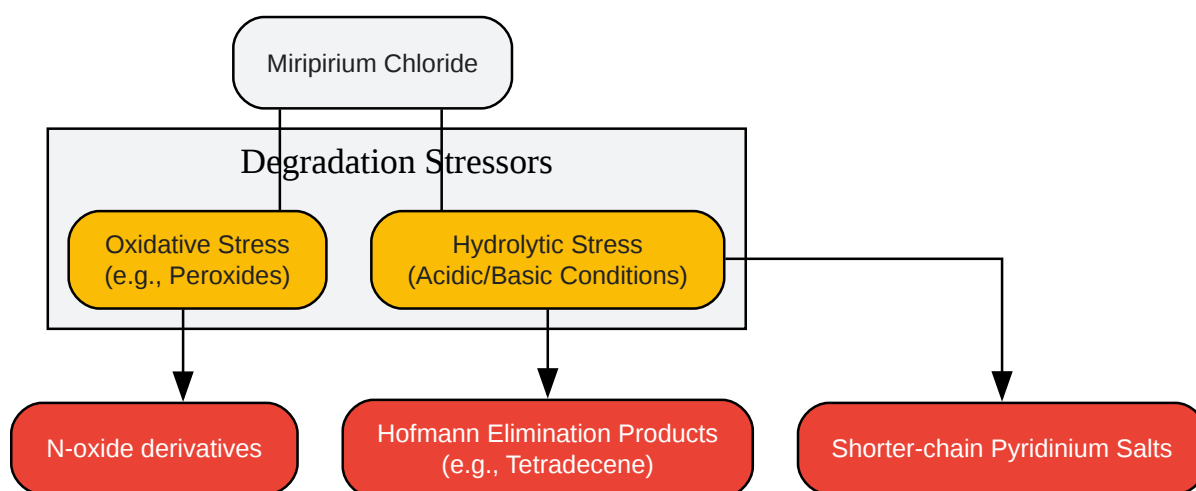 Miripirium Chloride
Degradation Stressors
Oxidative Stress
(e.g., Peroxides)
Hydrolytic Stress
(Acidic/Basic Conditions)
N-oxide derivatives
Hofmann Elimination Products
(e.g., Tetradecene)
Shorter-chain Pyridinium Salts